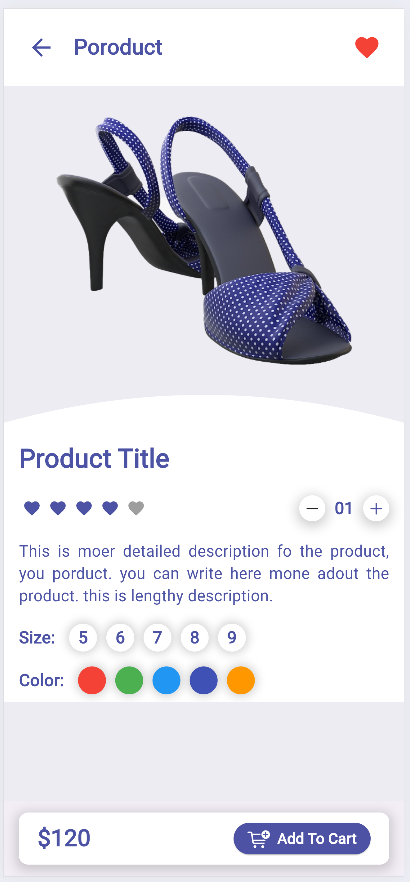 Poroduct
Product Title
01
This is moer detailed description fo the product,
you porduct. you can write here mone adout the
product. this is lengthy description.
Size: 5 6 7 8 9
Color:
$120 Add To Cart